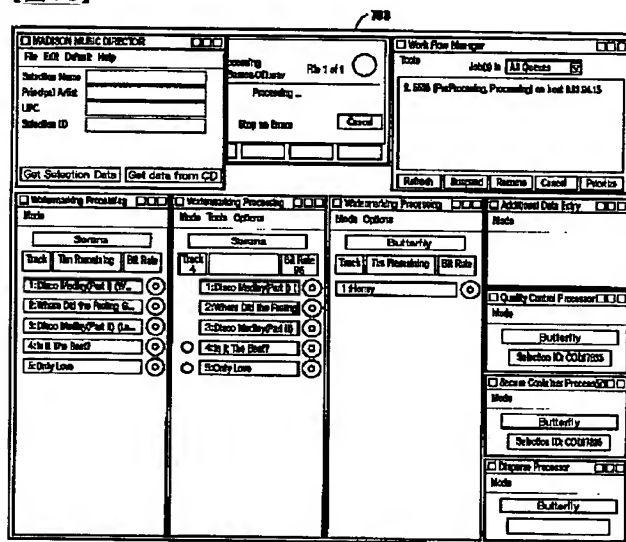 703
MADISON MUSIC DIRECTOR
File Edit Default Help
Selection Name
Principal Artist
UPC
Selection ID
Get Selection Data
Get data from CD
File 1 of 1
Processing ...
Stop on Errors
Cancel
Work Flow Manager
Tools
Job(s) in
All Queues
Refresh
Suspend
Resume
Cancel
Prioritize
Watermarking Processing
Mode
Track
Time Remaining
Bit Rate
1:Disco Medley(Part I) (W...
2:Where Did the Feeling G...
3:Disco Medley(Part II) (La...
4:Is It The Best?
5:Only Love
Watermarking Processing
Mode Tools Options
Track
4
Bit Rate
96
1:Disco Medley(Part I) (
2:Where Did the Feeling
3:Disco Medley(Part II)
4:Is It The Best?
5:Only Love
Watermarking Processing
Mode Options
Butterfly
Track
Time Remaining
Bit Rate
1:Honey
Additional Data Entry
Mode
Quality Control Processor
Mode
Butterfly
Selection ID:
Secure Container Processor
Mode
Butterfly
Selection ID:
Disperse Processor
Mode
Butterfly